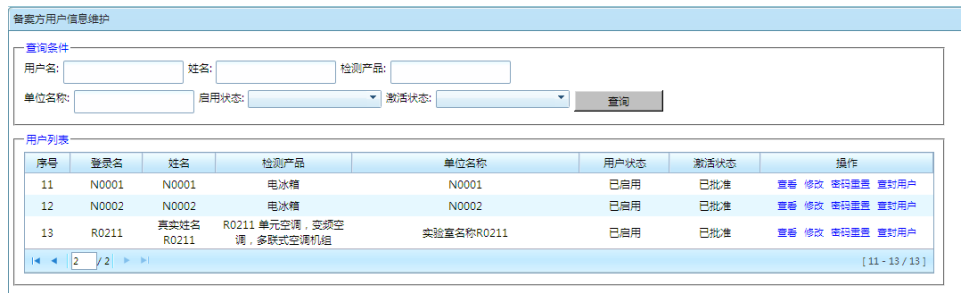 备案方用户信息维护
查询条件
用户名: 姓名: 检测产品:
单位名称: 启用状态: 激活状态: 查询
用户列表
序号 登录名 姓名 检测产品 单位名称 用户状态 激活状态 操作
11 N0001 N0001 电冰箱 N0001 已启用 已批准 查看 修改 密码重置 查封用户
12 N0002 N0002 电冰箱 N0002 已启用 已批准 查看 修改 密码重置 查封用户
13 R0211 真实姓名 R0211 R0211 单元空调，变频空调，多联式空调机组 实验室名称R0211 已启用 已批准 查看 修改 密码重置 查封用户
2 / 2 [ 11 - 13 / 13 ]